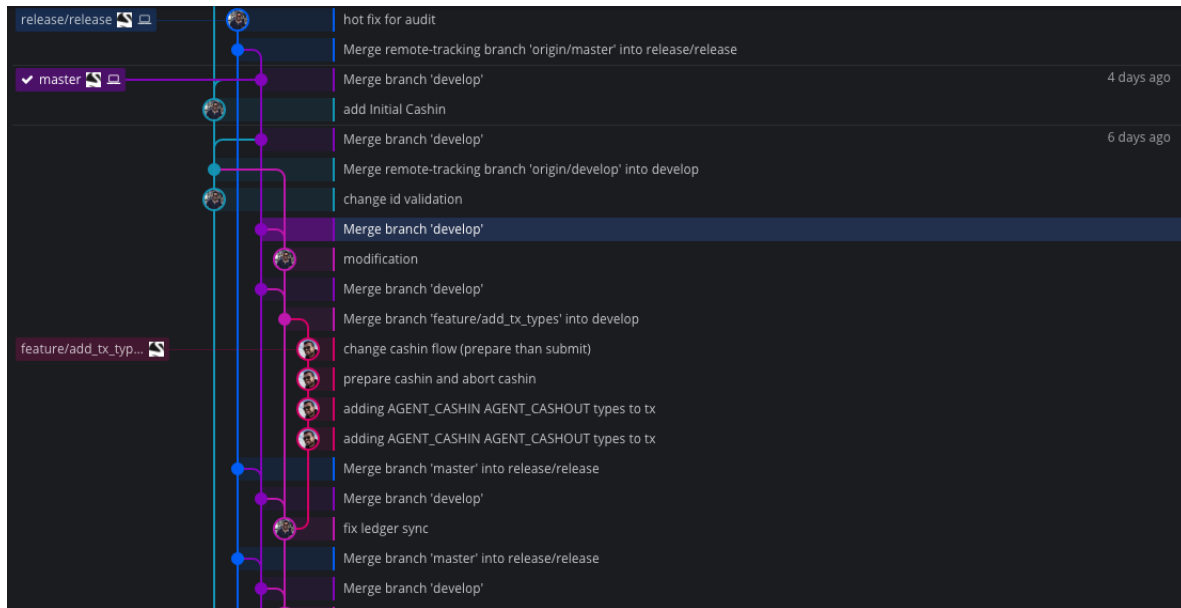 release/release hot fix for audit
Merge remote-tracking branch 'origin/master' into release/release
master Merge branch 'develop' 4 days ago
add Initial Cashin
Merge branch 'develop' 6 days ago
Merge remote-tracking branch 'origin/develop' into develop
change id validation
Merge branch 'develop'
modification
Merge branch 'develop'
Merge branch 'feature/add_tx_types' into develop
feature/add_tx_typ... change cashin flow (prepare than submit)
prepare cashin and abort cashin
adding AGENT_CASHIN AGENT_CASHOUT types to tx
adding AGENT_CASHIN AGENT_CASHOUT types to tx
Merge branch 'master' into release/release
Merge branch 'develop'
fix ledger sync
Merge branch 'master' into release/release
Merge branch 'develop'